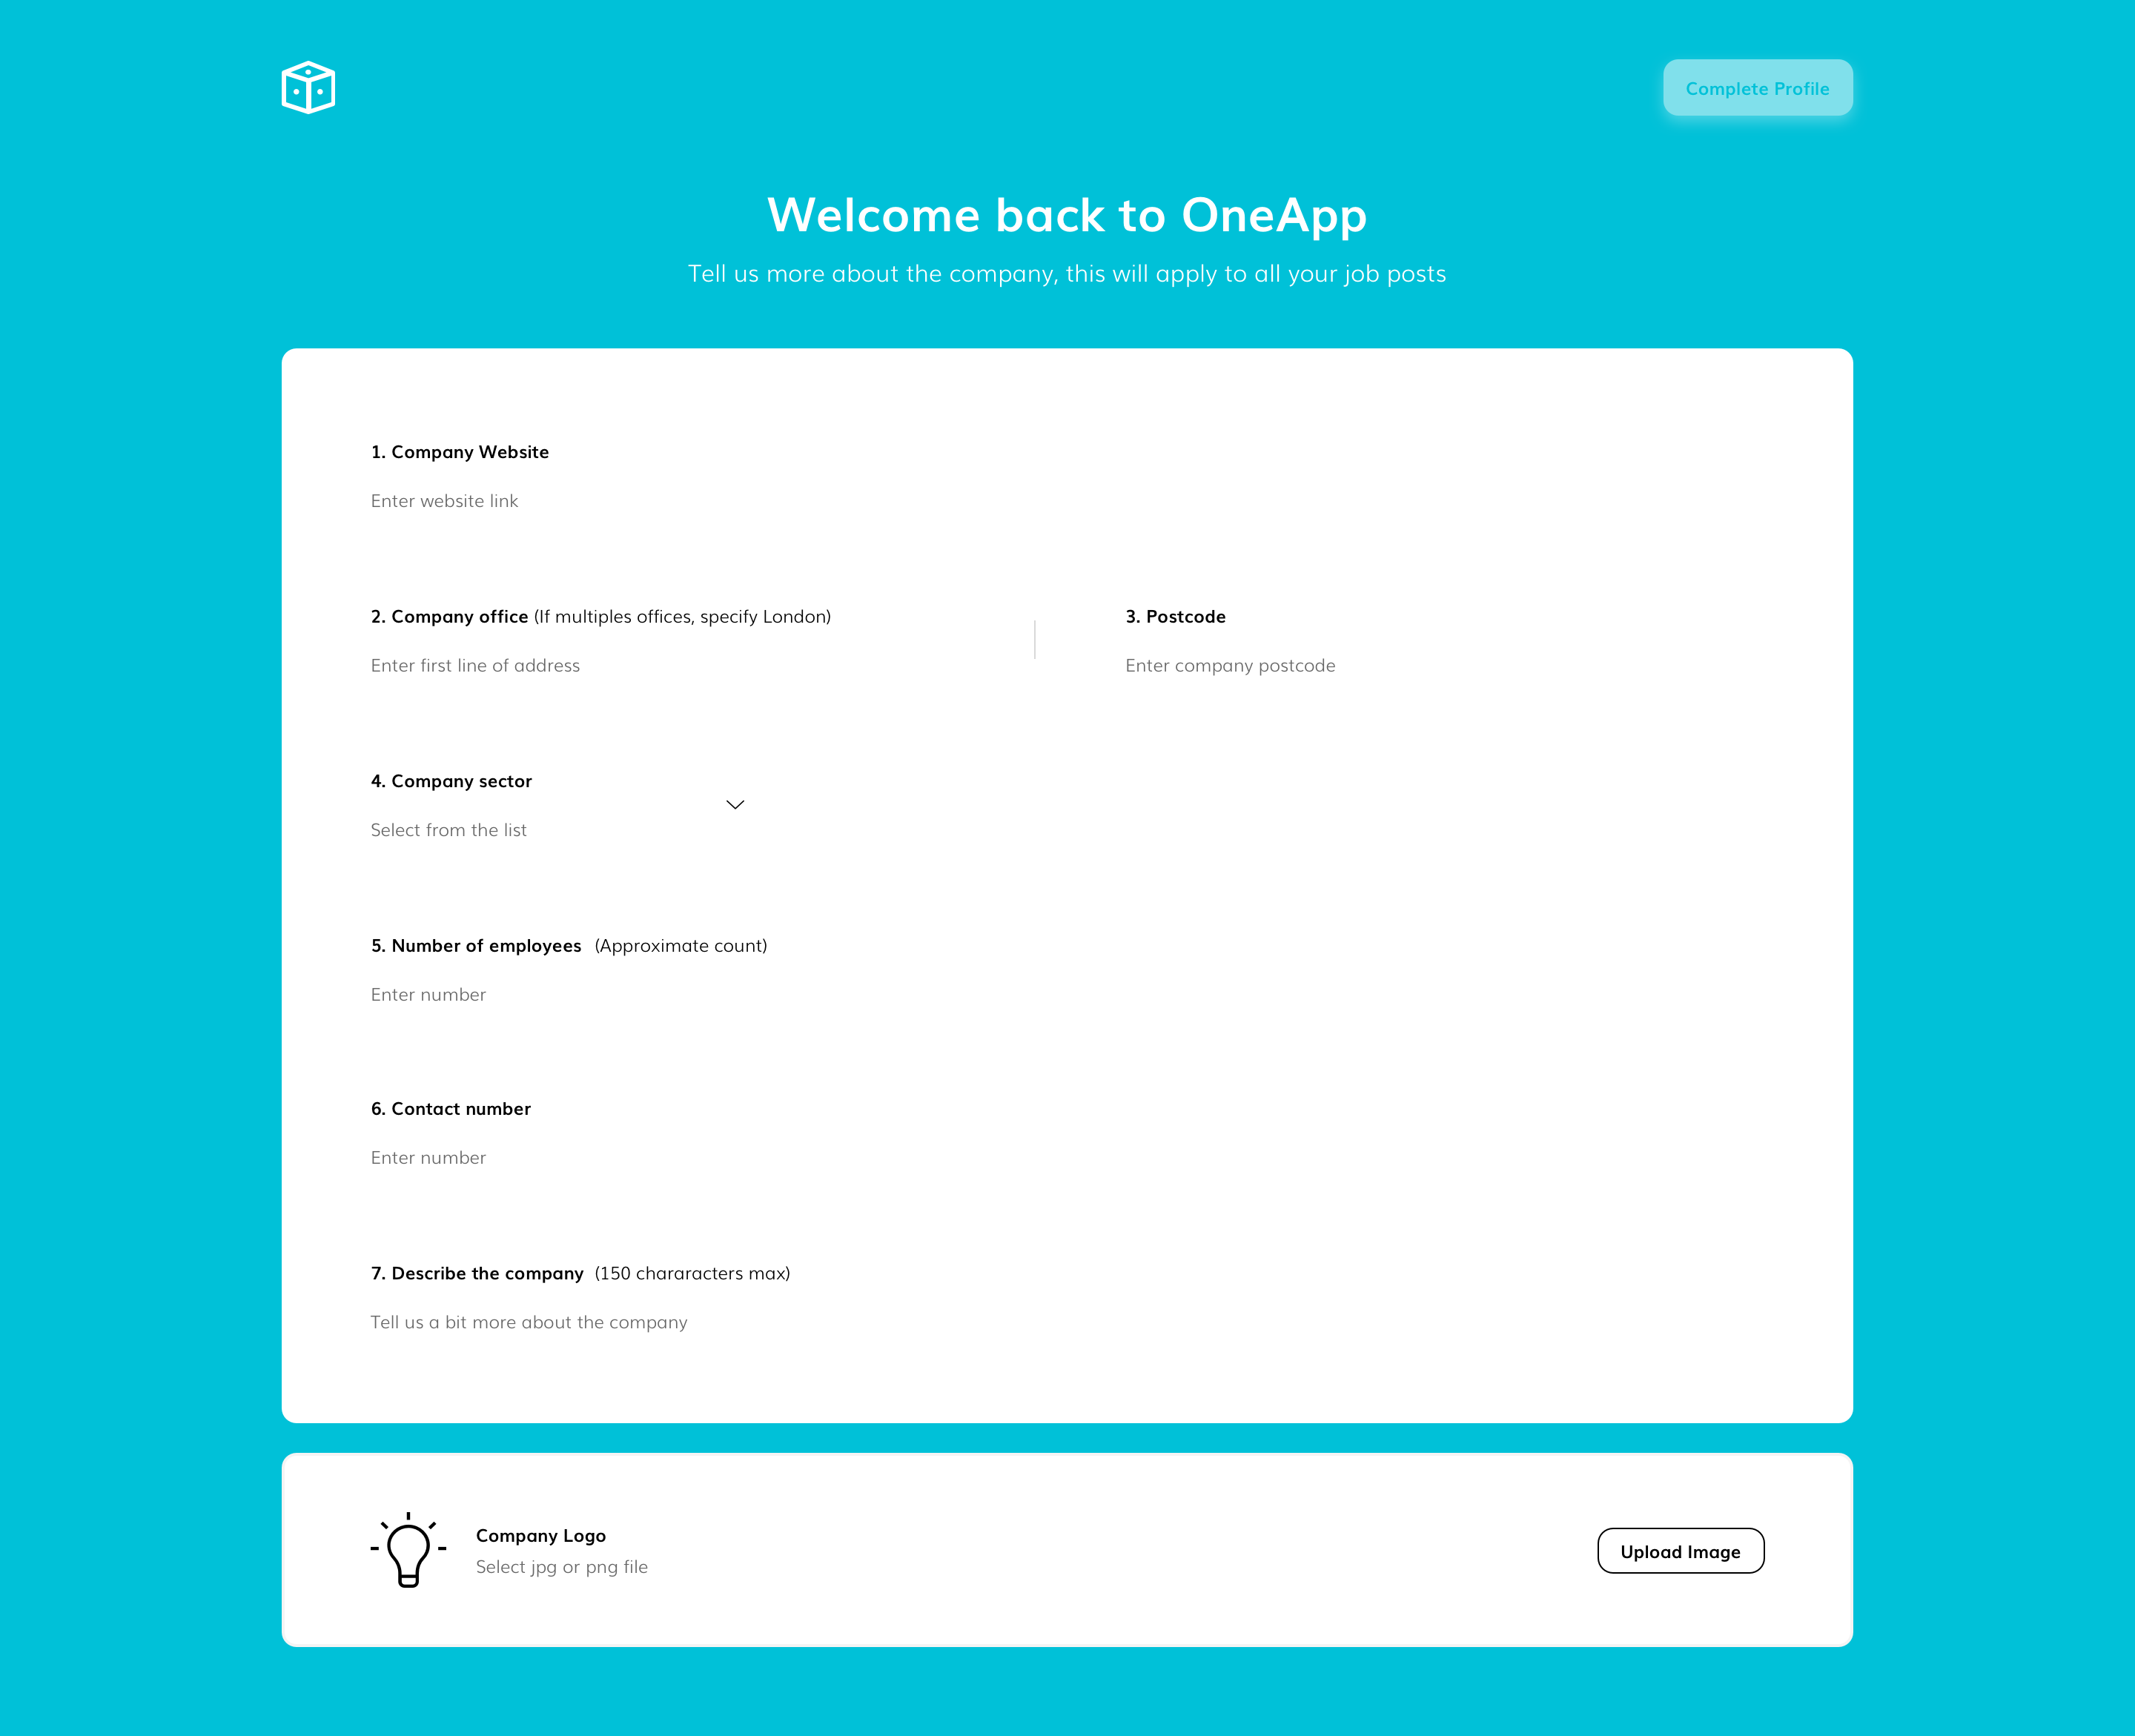 Complete Profile
Welcome back to OneApp
Tell us more about the company, this will apply to all your job posts
1. Company Website
Enter website link
2. Company office (If multiples offices, specify London)
Enter first line of address
3. Postcode
Enter company postcode
4. Company sector
Select from the list
5. Number of employees (Approximate count)
Enter number
6. Contact number
Enter number
7. Describe the company (150 chararacters max)
Tell us a bit more about the company
Company Logo
Select jpg or png file
Upload Image